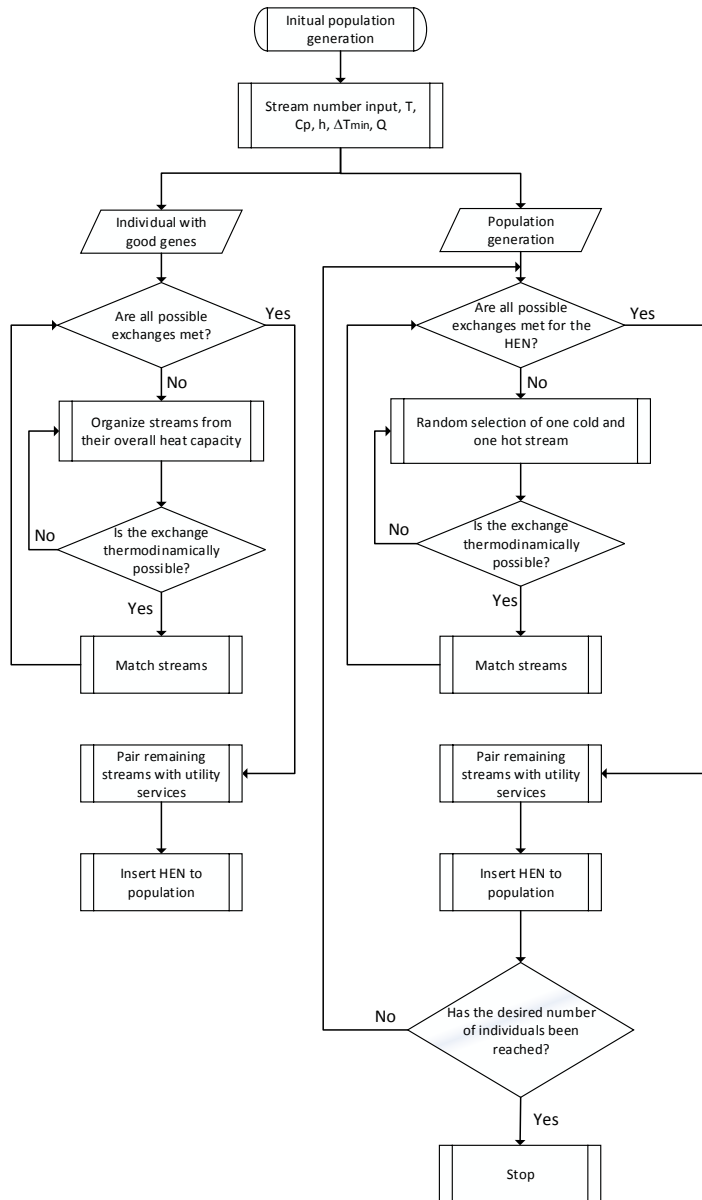 Initual population
generation
Stream number input, T,
Cp, h, ΔTmin, Q
Individual with
good genes
Are all possible
exchanges met?
Yes
No
Organize streams from
their overall heat capacity
Is the exchange
thermodinamically
possible?
No
Yes
Match streams
Pair remaining
streams with utility
services
Insert HEN to
population
Population
generation
Are all possible
exchanges met for the
HEN?
Yes
No
Random selection of one cold and
one hot stream
Is the exchange
thermodinamically
possible?
No
Yes
Match streams
Pair remaining
streams with utility
services
Insert HEN to
population
Has the desired number
of individuals been
reached?
No
Yes
Stop